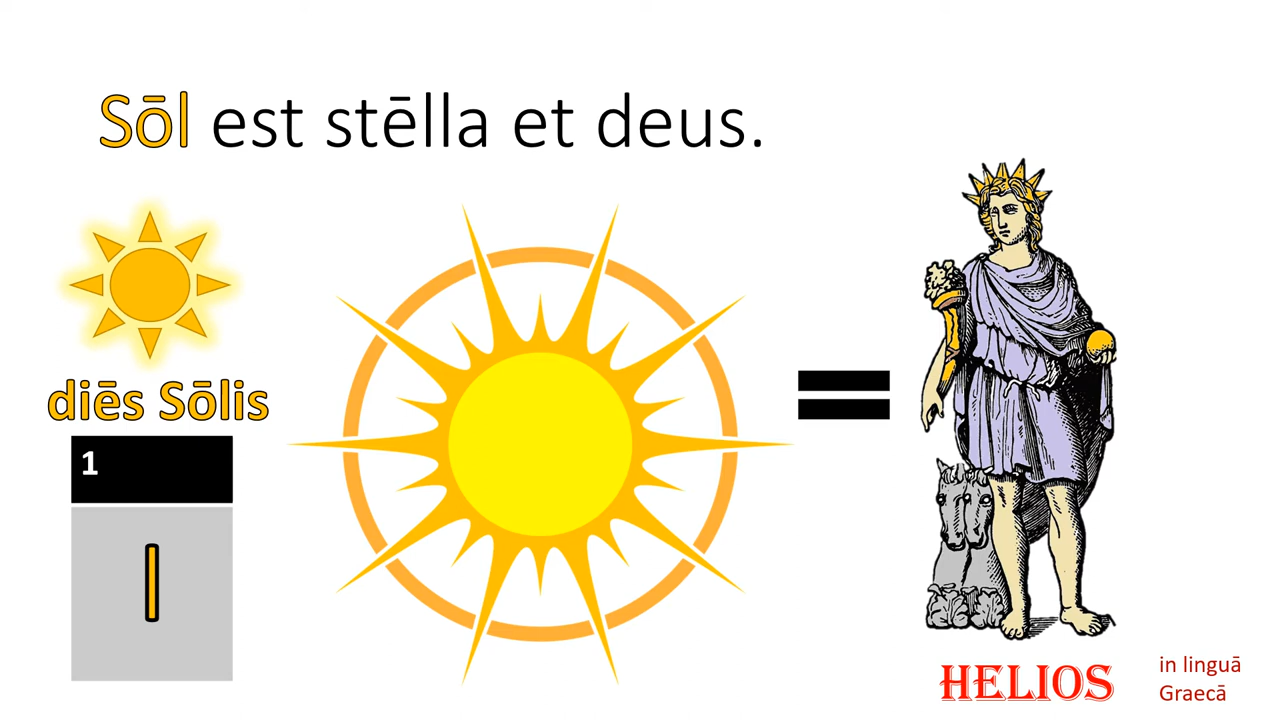 Sōl est stēlla et deus.
diēs Sōlis
1
I
HELIOS
in linguā
Graecā